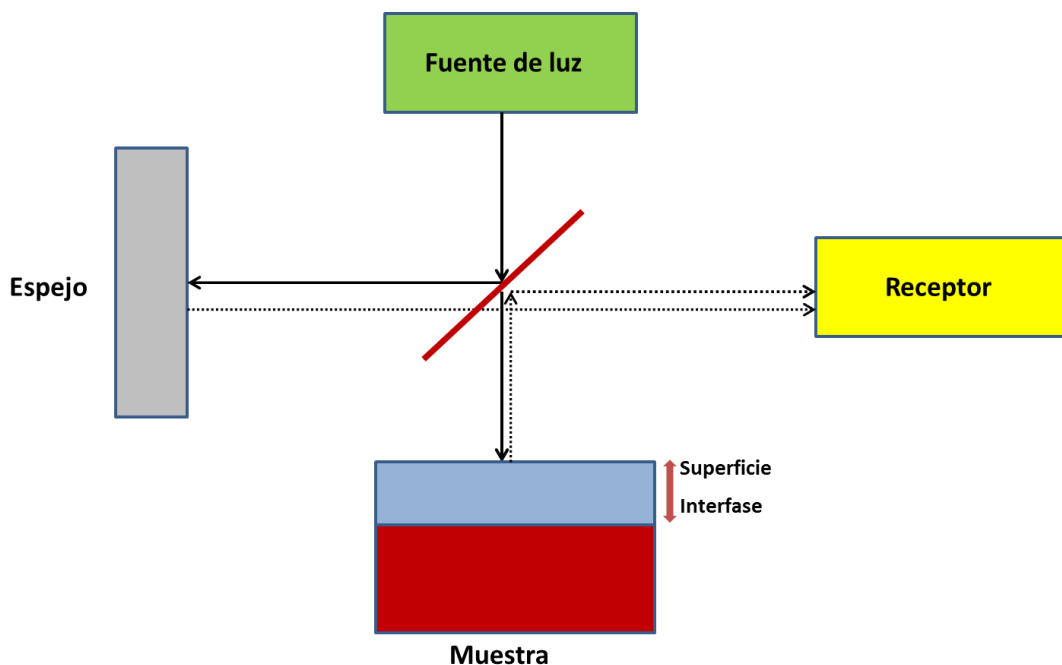 Fuente de luz
Espejo
Receptor
Superficie
Interfase
Muestra